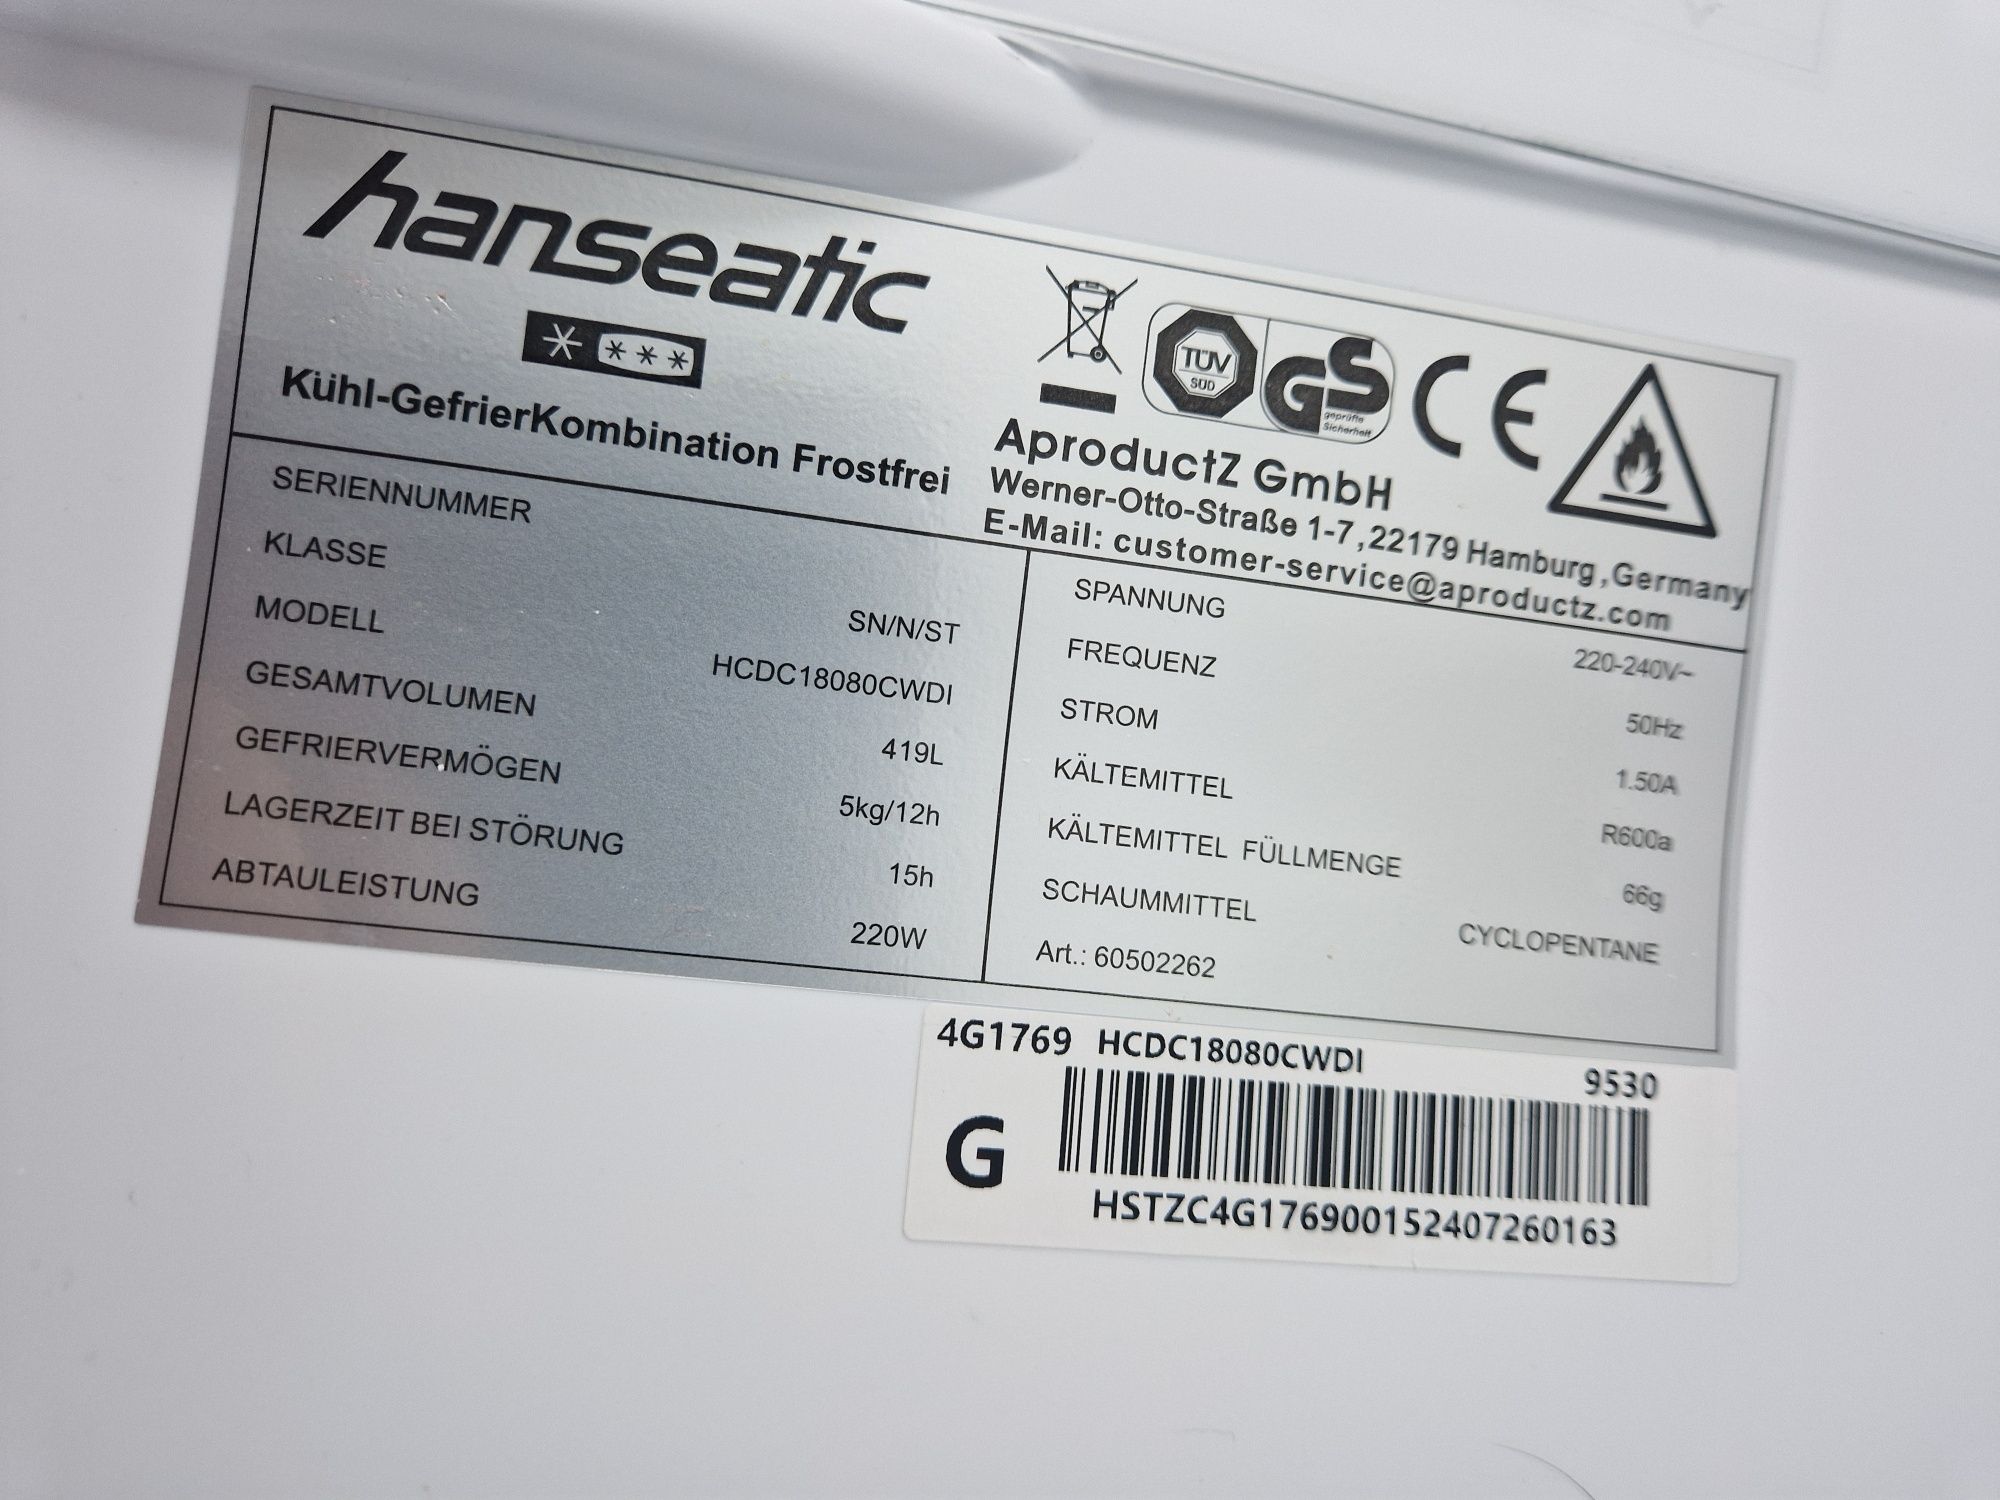 hanseatic
Kühl-GefrierKombination Frostfrei
TÜV
SÜD
GS
geprüfte
Sicherheit
CE
AproductZ GmbH
Werner-Otto-Straße 1-7,22179 Hamburg,Germany
E-Mail: customer-service@aproductz.com
SERIENNUMMER
KLASSE SN/N/ST
MODELL HCDC18080CWDI
GESAMTVOLUMEN 419L
GEFRIERVERMÖGEN 5kg/12h
LAGERZEIT BEI STÖRUNG 15h
ABTAULEISTUNG 220W
SPANNUNG 220-240V~
FREQUENZ 50Hz
STROM 1.50A
KÄLTEMITTEL R600a
KÄLTEMITTEL FÜLLMENGE 66g
SCHAUMMITTEL CYCLOPENTANE
Art.: 60502262
4G1769 HCDC18080CWDI 9530
G
HSTZC4G176900152407260163